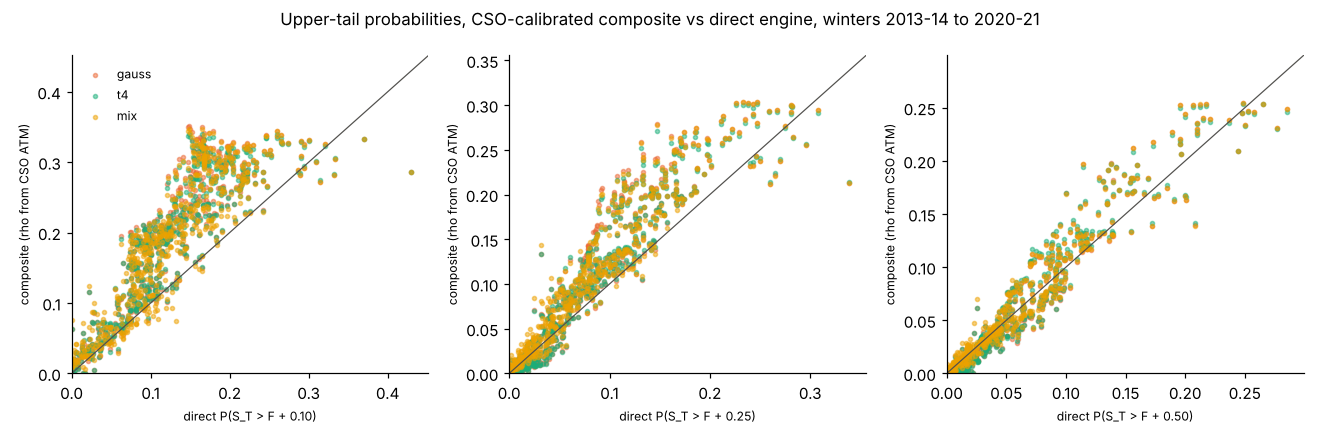 Upper-tail probabilities, CSO-calibrated composite vs direct engine, winters 2013-14 to 2020-21
composite (rho from CSO ATM)
0.4
0.3
0.2
0.1
0.0
gauss
t4
mix
0.0 0.1 0.2 0.3 0.4
direct P(S_T > F + 0.10)
composite (rho from CSO ATM)
0.35
0.30
0.25
0.20
0.15
0.10
0.05
0.00
0.0 0.1 0.2 0.3
direct P(S_T > F + 0.25)
composite (rho from CSO ATM)
0.25
0.20
0.15
0.10
0.05
0.00
0.00 0.05 0.10 0.15 0.20 0.25
direct P(S_T > F + 0.50)